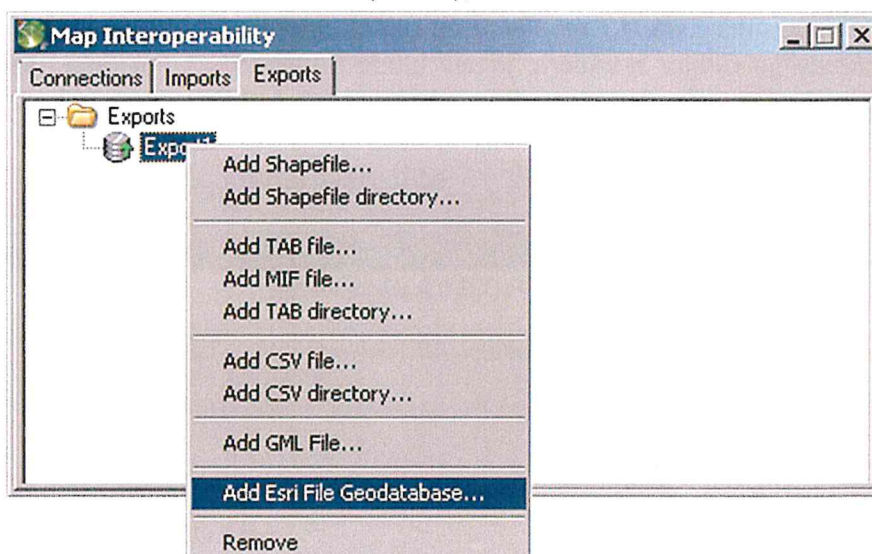 Map Interoperability
Connections Imports Exports
Exports
Add Shapefile...
Add Shapefile directory...
Add TAB file...
Add MIF file...
Add TAB directory...
Add CSV file...
Add CSV directory...
Add GML File...
Add Esri File Geodatabase...
Remove